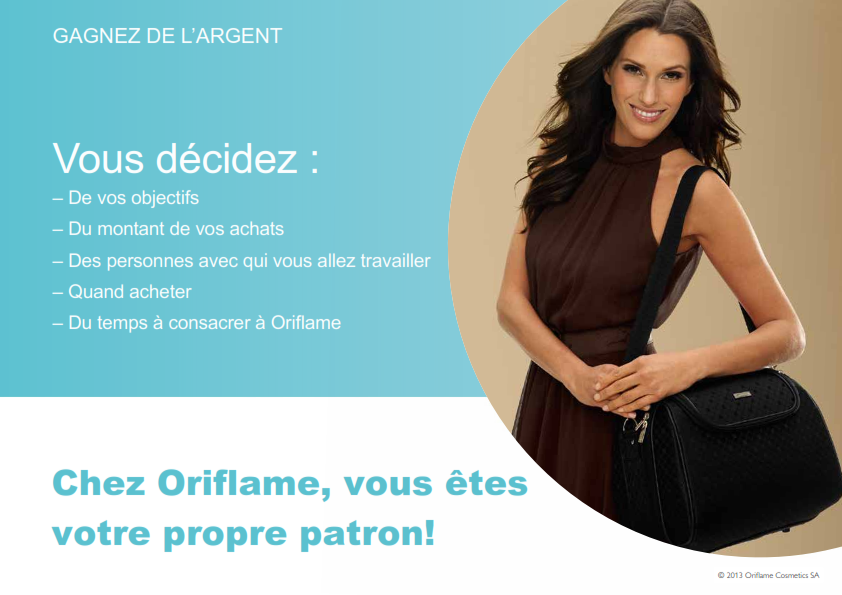 GAGNEZ DE L’ARGENT
Vous décidez :
– De vos objectifs
– Du montant de vos achats
– Des personnes avec qui vous allez travailler
– Quand acheter
– Du temps à consacrer à Oriflame
Chez Oriflame, vous êtes
votre propre patron!
© 2013 Oriflame Cosmetics SA